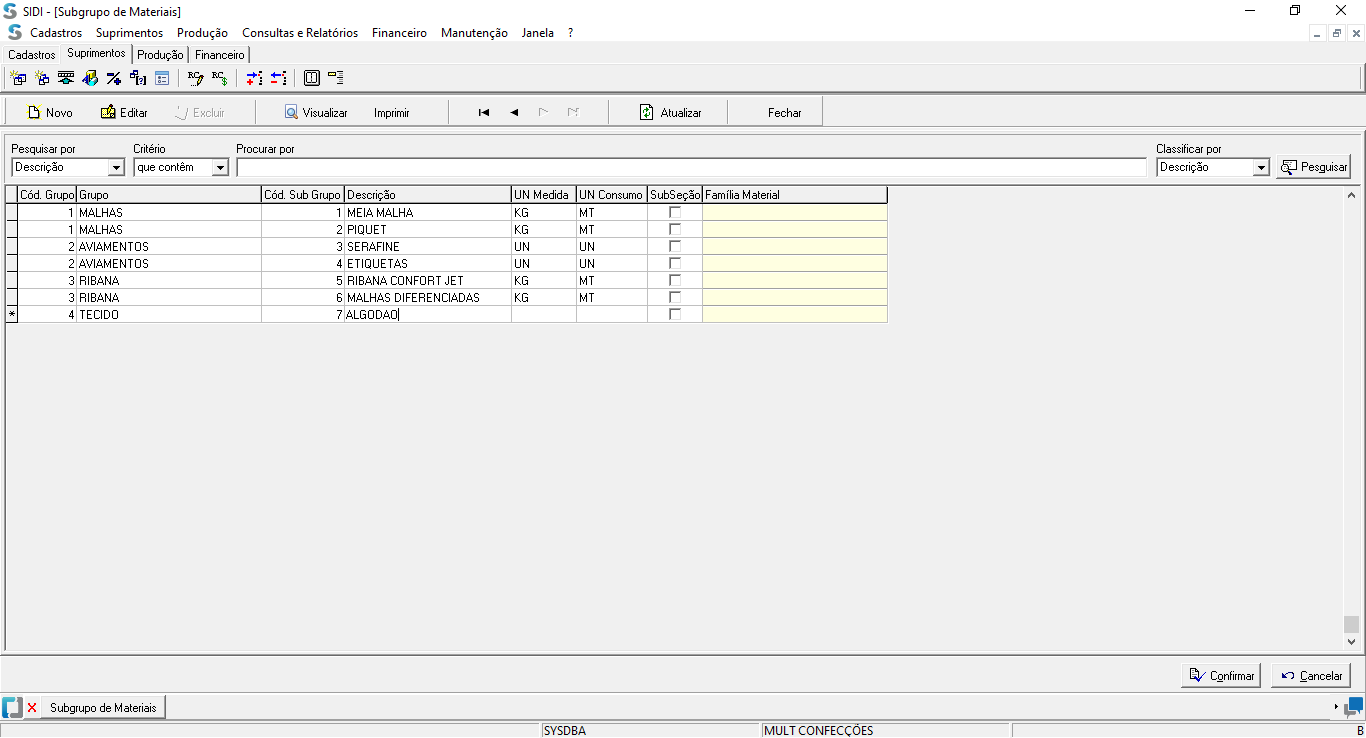 SIDI - [Subgrupo de Materiais]
Cadastros Suprimentos Produção Consultas e Relatórios Financeiro Manutenção Janela ?
Cadastros Suprimentos Produção Financeiro
Novo Editar Excluir Visualizar Imprimir Atualizar Fechar
Pesquisar por Critério Procurar por Classificar por
Descrição que contêm Descrição Pesquisar
Cód. Grupo Grupo Cód. Sub Grupo Descrição UN Medida UN Consumo SubSeção Família Material
1 MALHAS 1 MEIA MALHA KG MT
1 MALHAS 2 PIQUET KG MT
2 AVIAMENTOS 3 SERAFINE UN UN
2 AVIAMENTOS 4 ETIQUETAS UN UN
3 RIBANA 5 RIBANA CONFORT JET KG MT
3 RIBANA 6 MALHAS DIFERENCIADAS KG MT
* 4 TECIDO 7 ALGODAO
Confirmar Cancelar
Subgrupo de Materiais
SYSDBA MULT CONFECÇÕES B